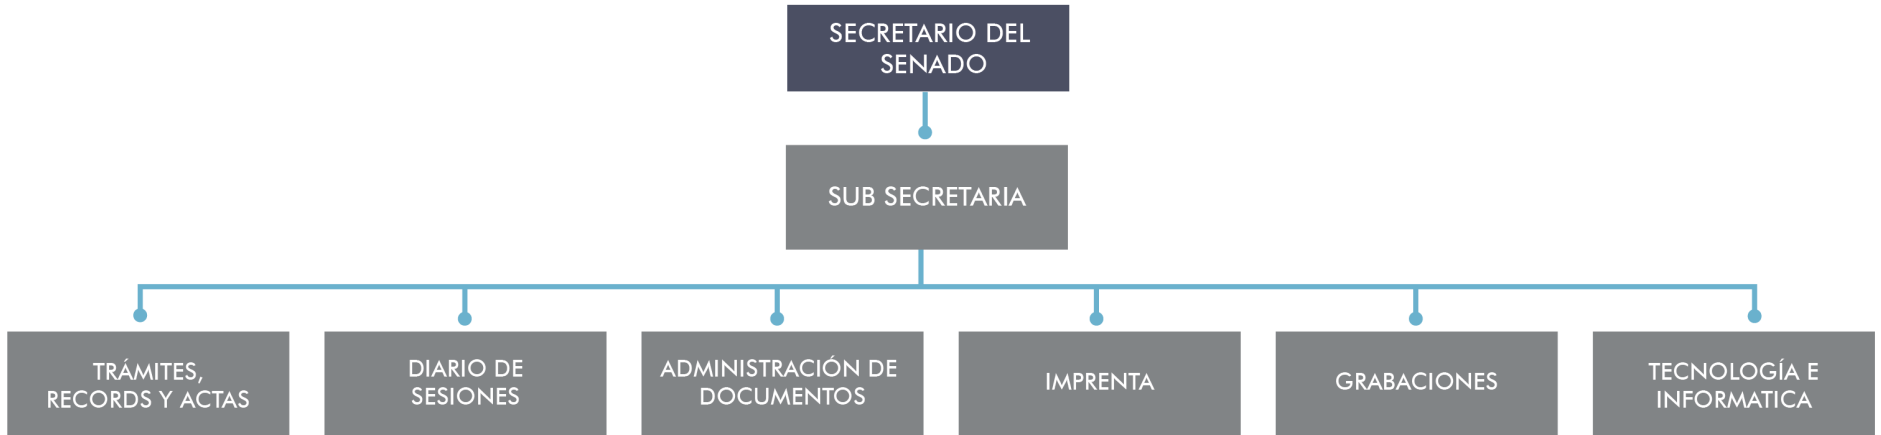 SECRETARIO DEL
SENADO
SUB SECRETARIA
TRÁMITES,
RECORDS Y ACTAS
DIARIO DE
SESIONES
ADMINISTRACIÓN DE
DOCUMENTOS
IMPRENTA
GRABACIONES
TECNOLOGÍA E
INFORMATICA